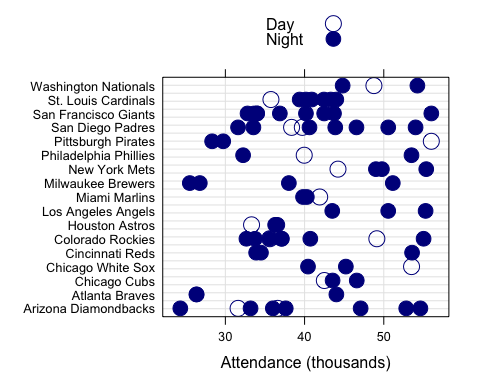 Day
Night
Washington Nationals
St. Louis Cardinals
San Francisco Giants
San Diego Padres
Pittsburgh Pirates
Philadelphia Phillies
New York Mets
Milwaukee Brewers
Miami Marlins
Los Angeles Angels
Houston Astros
Colorado Rockies
Cincinnati Reds
Chicago White Sox
Chicago Cubs
Atlanta Braves
Arizona Diamondbacks
30 40 50
Attendance (thousands)